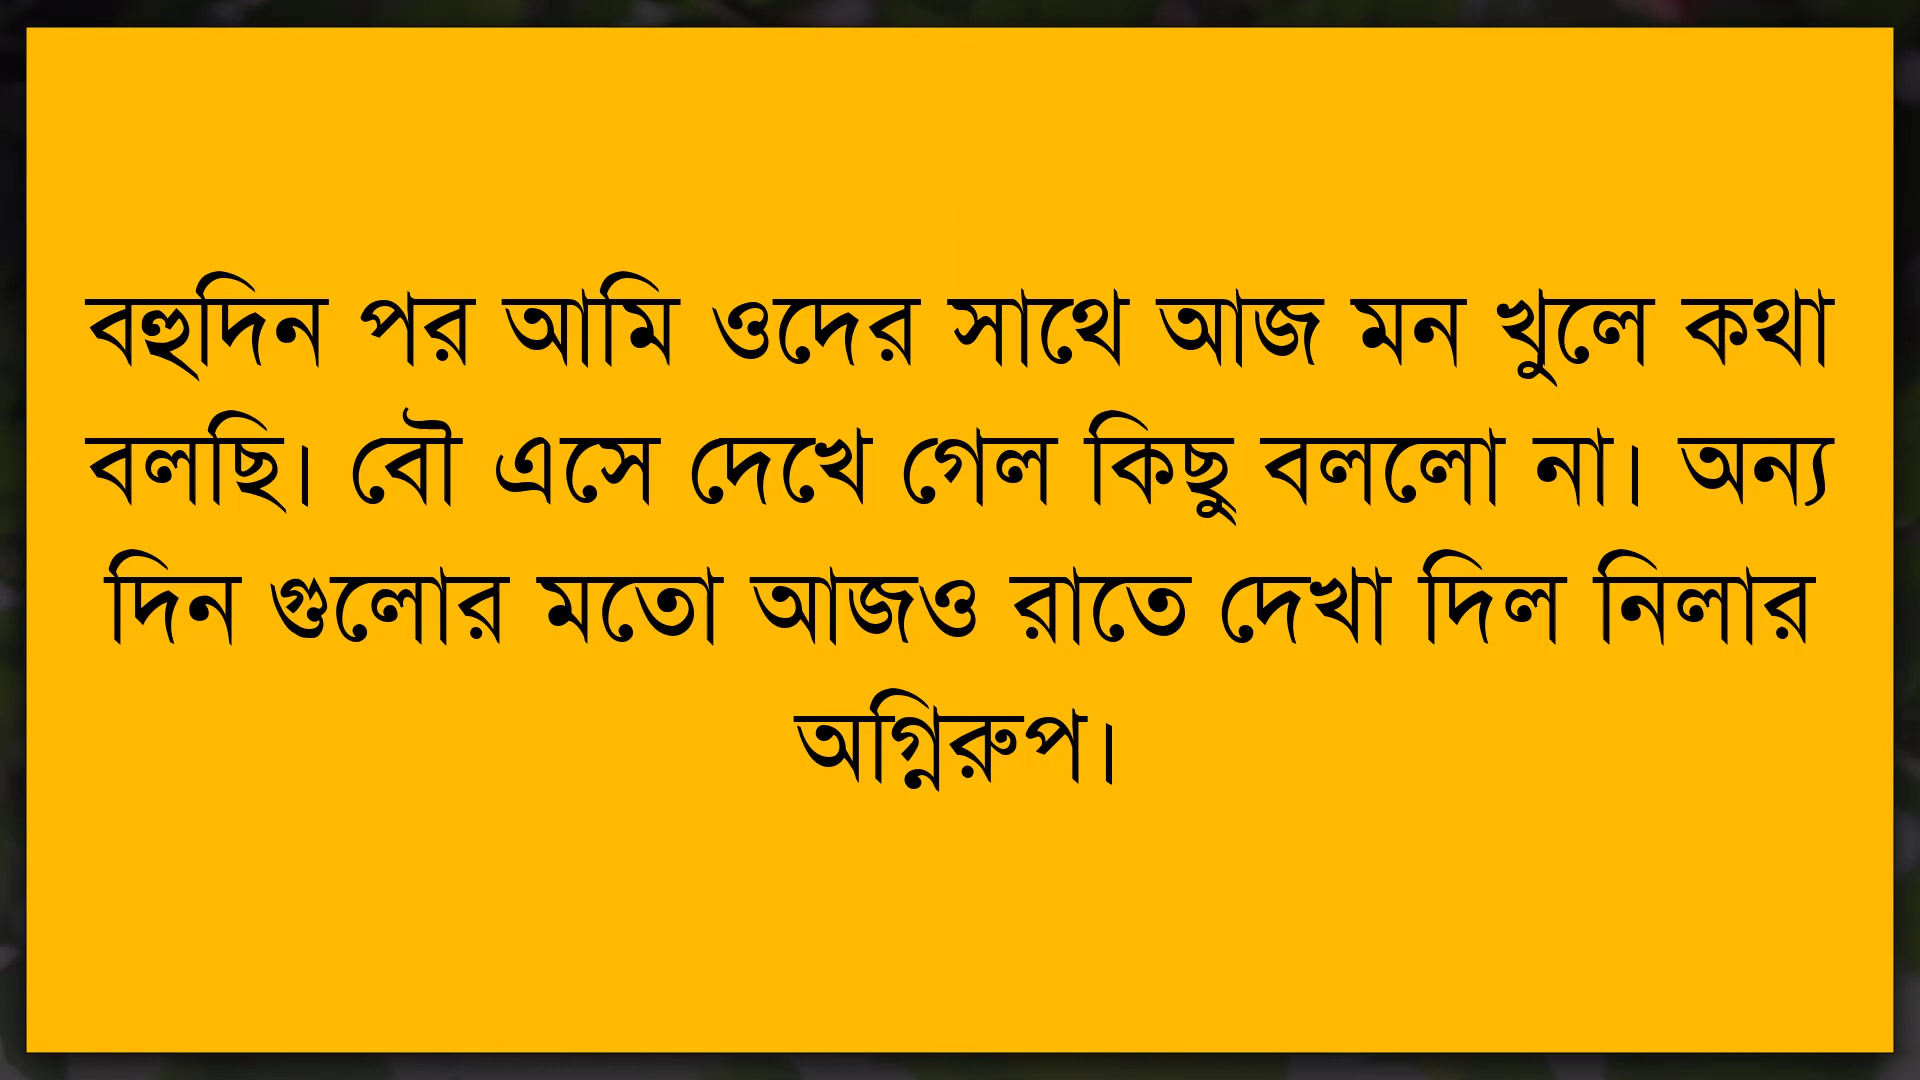 বহুদিন পর আমি ওদের সাথে আজ মন খুলে কথা
বলছি। বৌ এসে দেখে গেল কিছু বললো না। অন্য
দিন গুলোর মতো আজও রাতে দেখা দিল নিলার
অগ্নিরুপ।